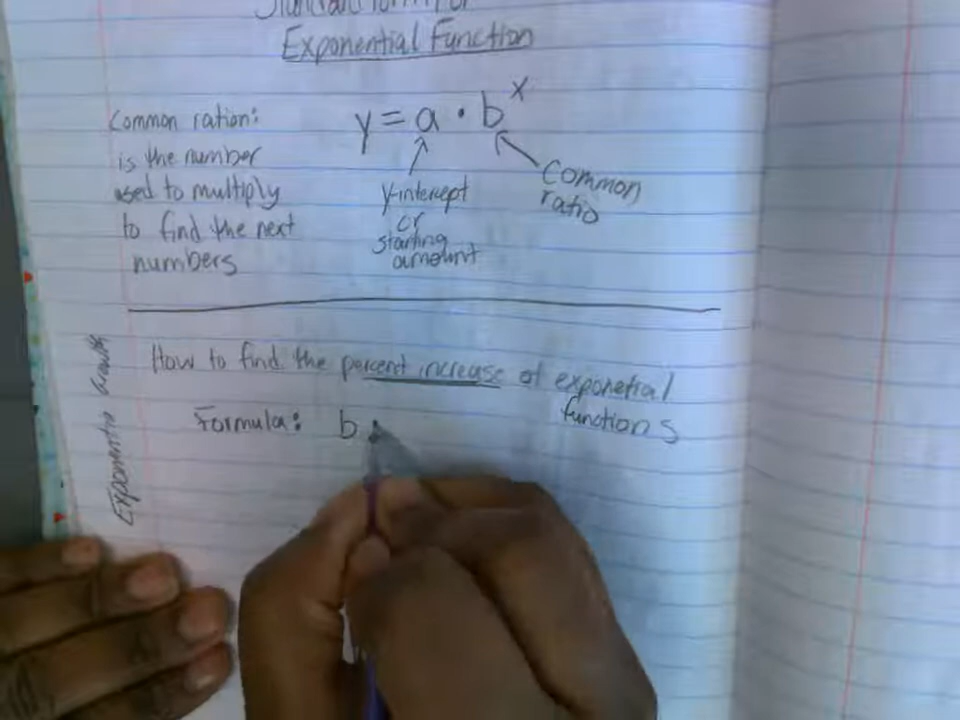 Exponential Function
Common ration:
is the number
used to multiply
to find the next
numbers
y = a · b^x
y-intercept
or
starting
amount
Common
ratio
How to find the percent increase of exponetial
functions
Formula: b